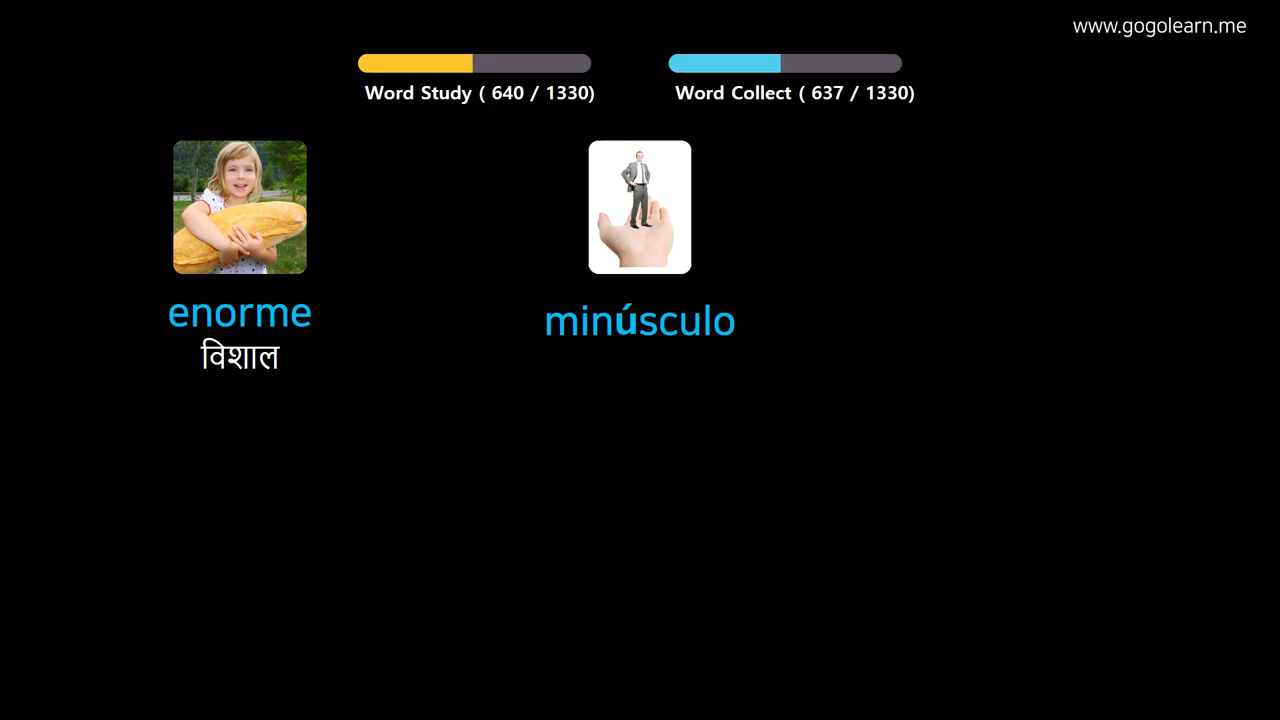 www.gogolearn.me
Word Study ( 640 / 1330)
Word Collect ( 637 / 1330)
enorme
विशाल
minúsculo